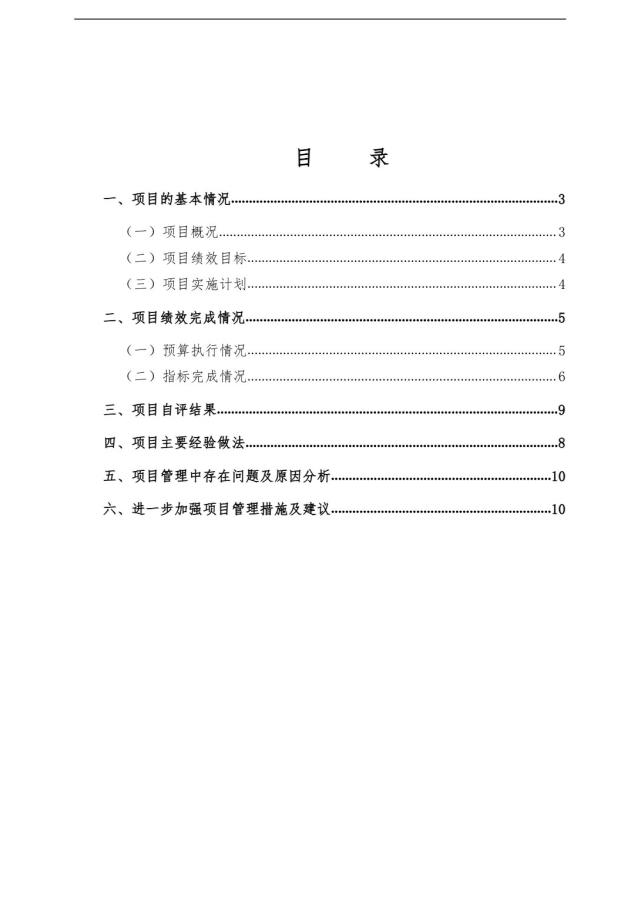 目 录
一、项目的基本情况........................................3
（一）项目概况........................................3
（二）项目绩效目标........................................4
（三）项目实施计划........................................4
二、项目绩效完成情况........................................5
（一）预算执行情况........................................5
（二）指标完成情况........................................6
三、项目自评结果........................................9
四、项目主要经验做法........................................8
五、项目管理中存在问题及原因分析........................................10
六、进一步加强项目管理措施及建议........................................10